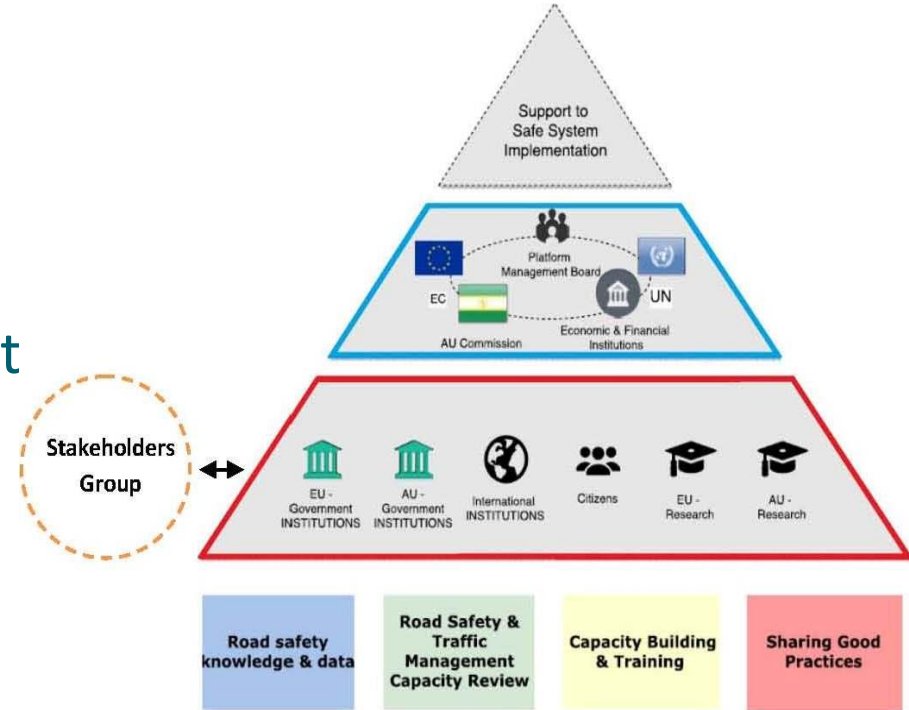 Support to
Safe System
Implementation
Platform
Management Board
EC
UN
AU Commission
Economic & Financial
Institutions
t
Stakeholders
Group
EU -
Government
INSTITUTIONS
AU -
Government
INSTITUTIONS
International
INSTITUTIONS
Citizens
EU -
Research
AU -
Research
Road safety
knowledge & data
Road Safety &
Traffic
Management
Capacity Review
Capacity Building
& Training
Sharing Good
Practices